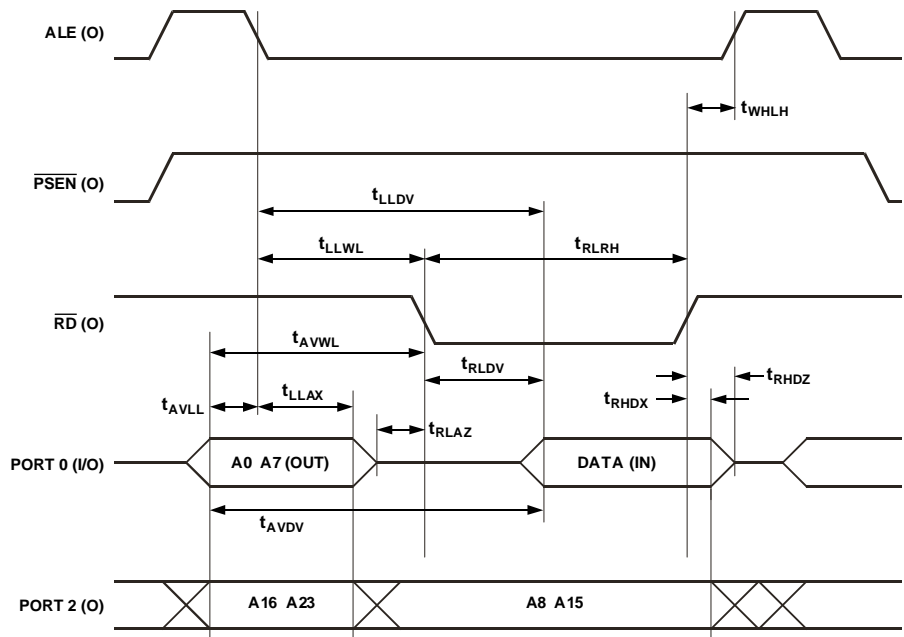 ALE (O)
tWHLH
PSEN (O)
tLLDV
tLLWL
tRLRH
RD (O)
tAVWL
tRLDV
tRHDZ
tAVLL
tLLAX
tRHDX
tRLAZ
PORT 0 (I/O)
A0 A7 (OUT)
DATA (IN)
tAVDV
PORT 2 (O)
A16 A23
A8 A15